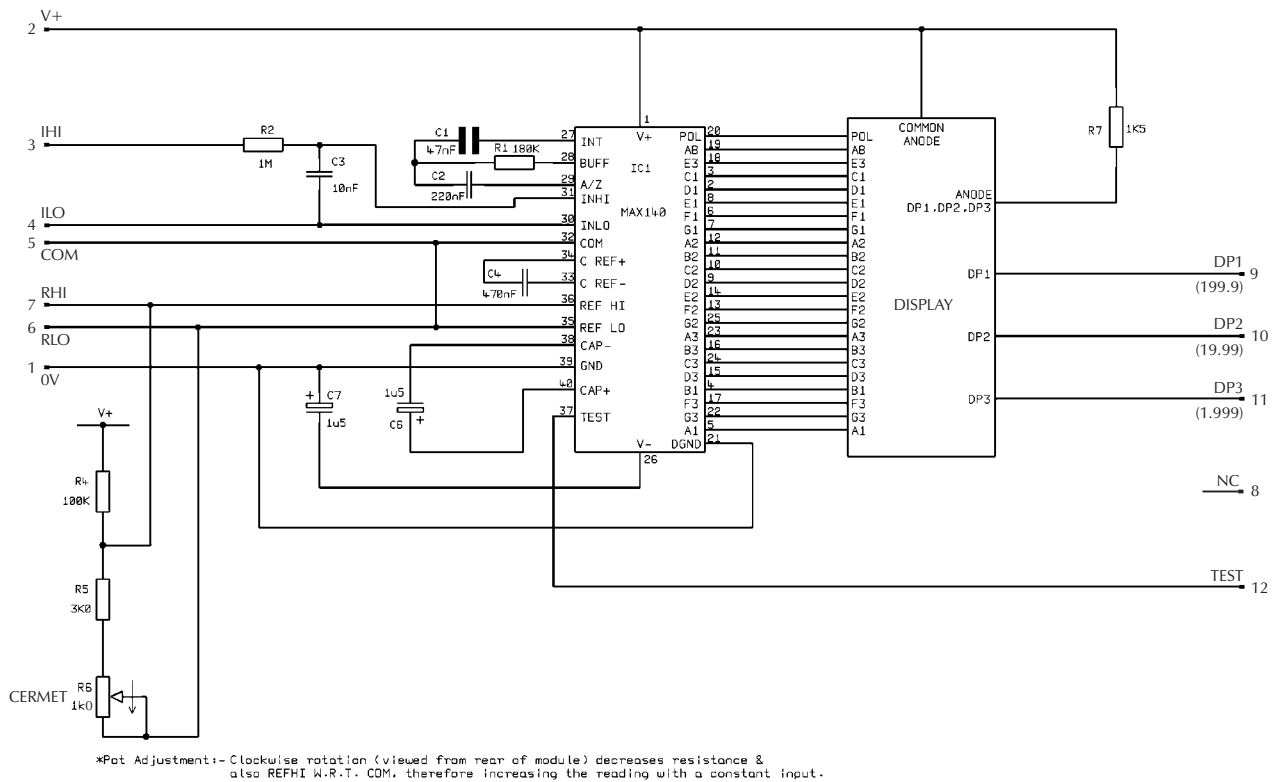 V+
2
1
IHI
3
R2
1M
C3
10nF
ILO
4
5
COM
7
RHI
6
RLO
1
0V
C1
47nF
R1 180K
C2
220nF
C4
470nF
1u5
C6
+ C7
1u5
+
27 INT
28 BUFF
29 A/Z
31 INHI
30 INLO
32 COM
34 C REF+
33 C REF-
36 REF HI
35 REF LO
38 CAP-
39 GND
40 CAP+
37 TEST
V+
IC1
MAX140
V-
26
POL 20
AB 19
E3 18
C1 3
D1 2
E1 8
F1 6
G1 7
A2 12
B2 11
C2 10
D2 9
E2 14
F2 13
G2 25
A3 23
B3 16
C3 24
D3 15
B1 4
F3 17
G3 22
A1 5
DGND 21
COMMON
ANODE
POL
AB
E3
C1
D1
E1
F1
G1
A2
B2
C2
D2
E2
F2
G2
A3
B3
C3
D3
B1
F3
G3
A1
ANODE
DP1.DP2.DP3
DP1
DISPLAY
DP2
DP3
R7 1K5
DP1
9
(199.9)
DP2
10
(19.99)
DP3
11
(1.999)
NC
8
TEST
12
V+
R4
100K
R5
3K0
CERMET
R6
1k0
*Pot Adjustment:- Clockwise rotation (viewed from rear of module) decreases resistance &
also REFHI W.R.T. COM. therefore increasing the reading with a constant input.